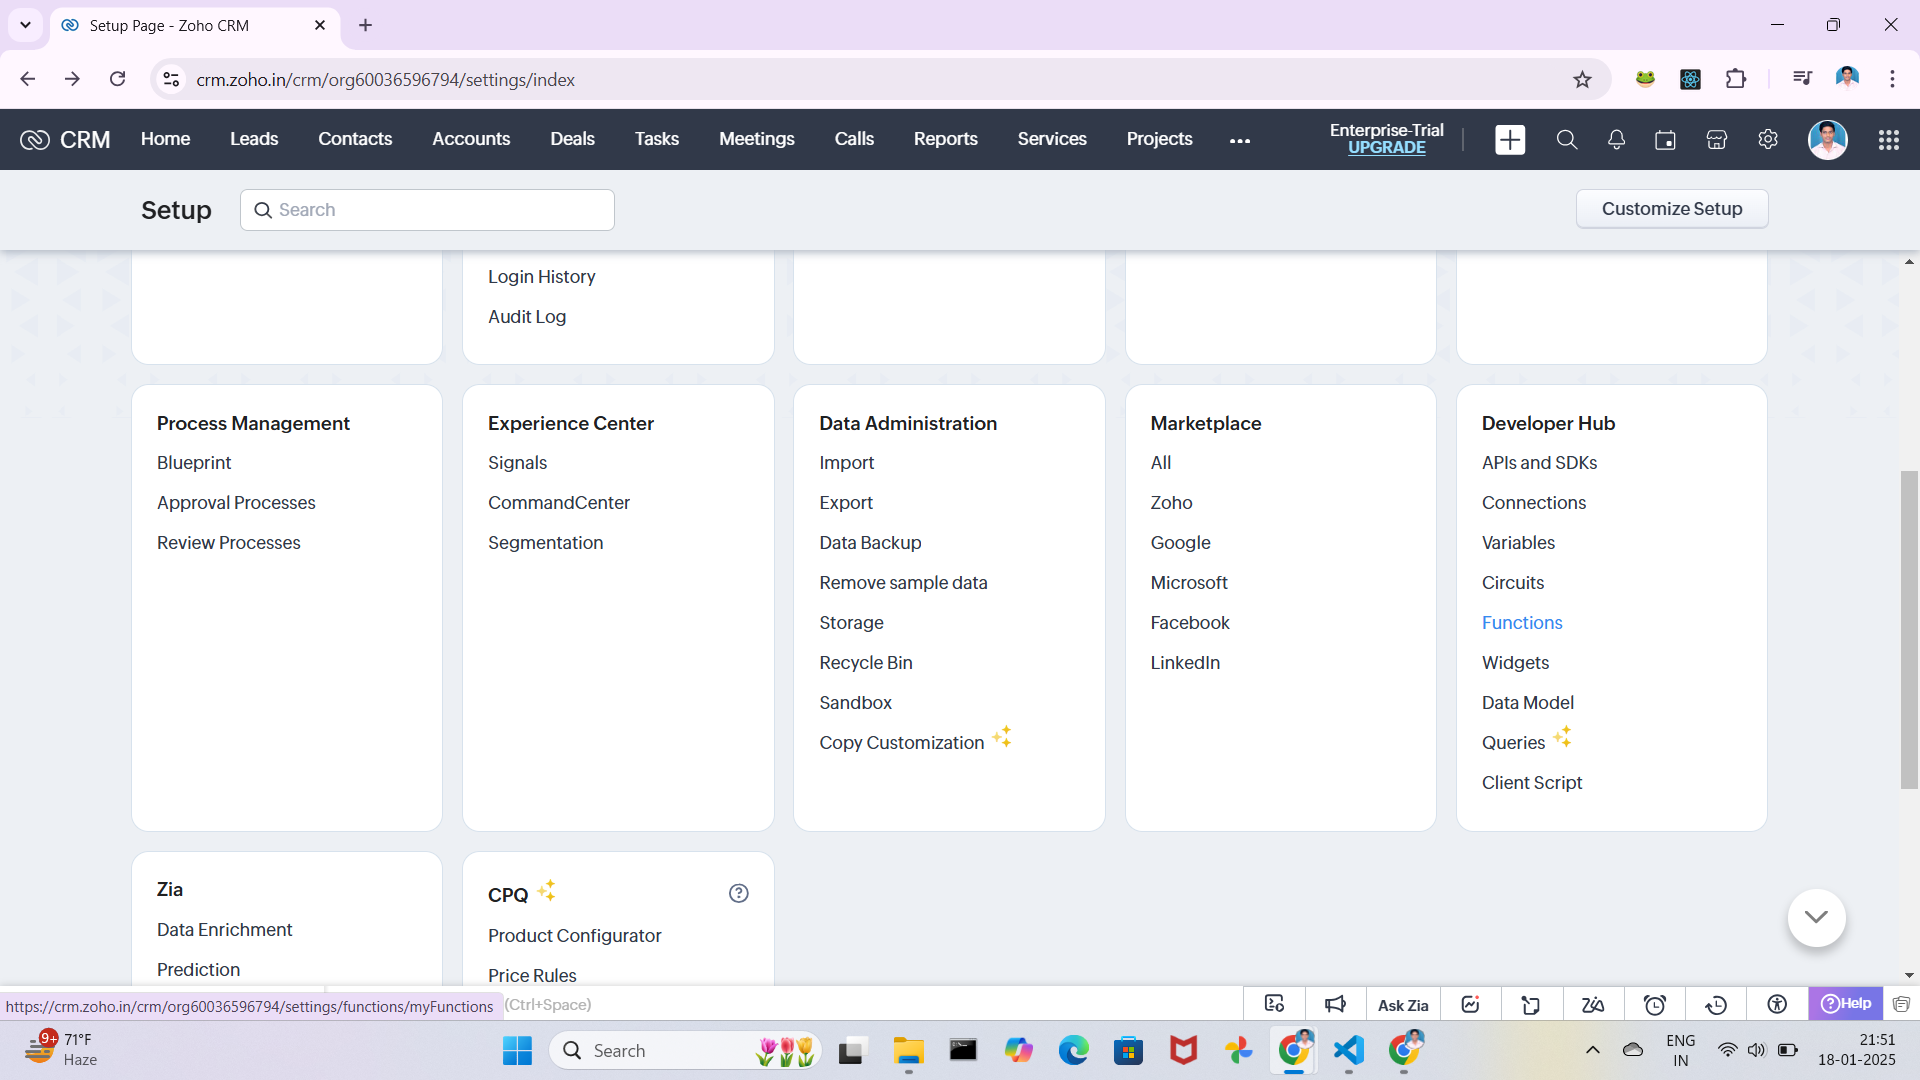 Setup Page - Zoho CRM
crm.zoho.in/crm/org60036596794/settings/index
CRM
Home
Leads
Contacts
Accounts
Deals
Tasks
Meetings
Calls
Reports
Services
Projects
Enterprise-Trial
UPGRADE
Setup
Search
Customize Setup
Login History
Audit Log
Process Management
Blueprint
Approval Processes
Review Processes
Experience Center
Signals
CommandCenter
Segmentation
Data Administration
Import
Export
Data Backup
Remove sample data
Storage
Recycle Bin
Sandbox
Copy Customization
Marketplace
All
Zoho
Google
Microsoft
Facebook
LinkedIn
Developer Hub
APIs and SDKs
Connections
Variables
Circuits
Functions
Widgets
Data Model
Queries
Client Script
Zia
Data Enrichment
Prediction
CPQ
Product Configurator
Price Rules
https://crm.zoho.in/crm/org60036596794/settings/functions/myFunctions
(Ctrl+Space)
Ask Zia
Help
9+
71°F
Haze
Search
ENG
IN
21:51
18-01-2025